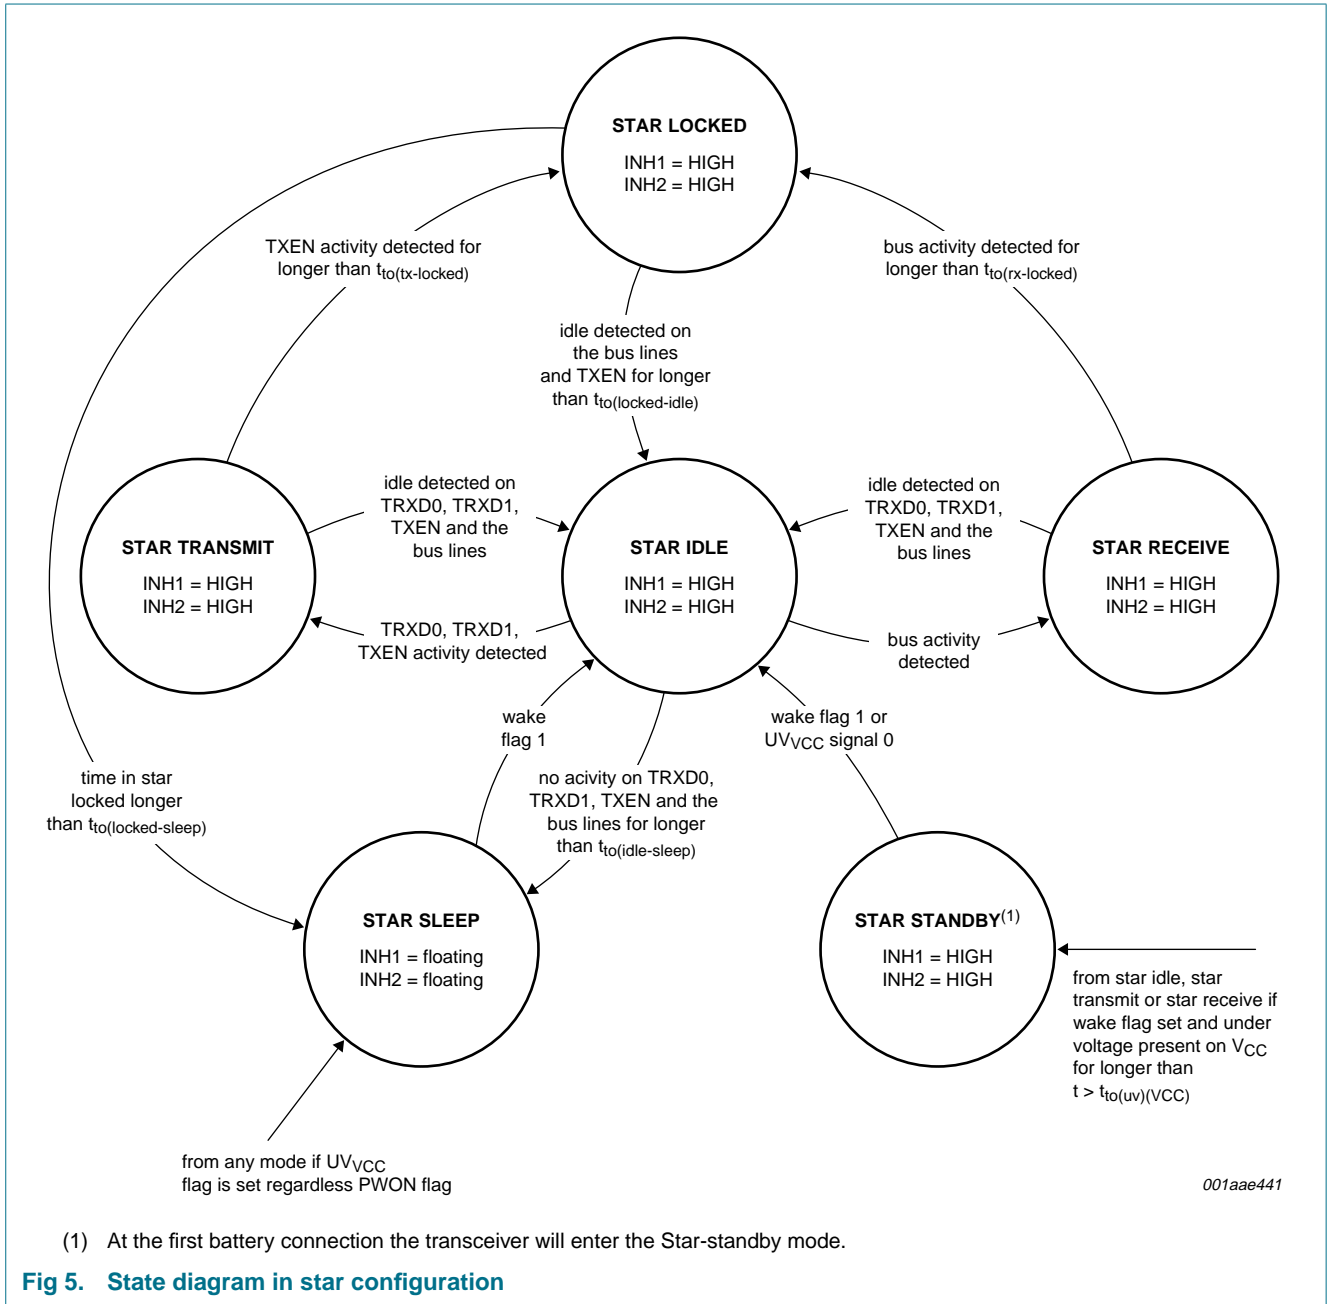 STAR LOCKED
INH1 = HIGH
INH2 = HIGH
TXEN activity detected for
longer than tto(tx-locked)
bus activity detected for
longer than tto(rx-locked)
idle detected on
the bus lines
and TXEN for longer
than tto(locked-idle)
STAR TRANSMIT
INH1 = HIGH
INH2 = HIGH
idle detected on
TRXD0, TRXD1,
TXEN and the
bus lines
TRXD0, TRXD1,
TXEN activity detected
STAR IDLE
INH1 = HIGH
INH2 = HIGH
idle detected on
TRXD0, TRXD1,
TXEN and the
bus lines
bus activity
detected
STAR RECEIVE
INH1 = HIGH
INH2 = HIGH
wake
flag 1
wake flag 1 or
UVVCC signal 0
time in star
locked longer
than tto(locked-sleep)
no acivity on TRXD0,
TRXD1, TXEN and the
bus lines for longer
than tto(idle-sleep)
STAR SLEEP
INH1 = floating
INH2 = floating
STAR STANDBY(1)
INH1 = HIGH
INH2 = HIGH
from star idle, star
transmit or star receive if
wake flag set and under
voltage present on VCC
for longer than
t > tto(uv)(VCC)
from any mode if UVVCC
flag is set regardless PWON flag
001aae441
(1) At the first battery connection the transceiver will enter the Star-standby mode.
Fig 5. State diagram in star configuration